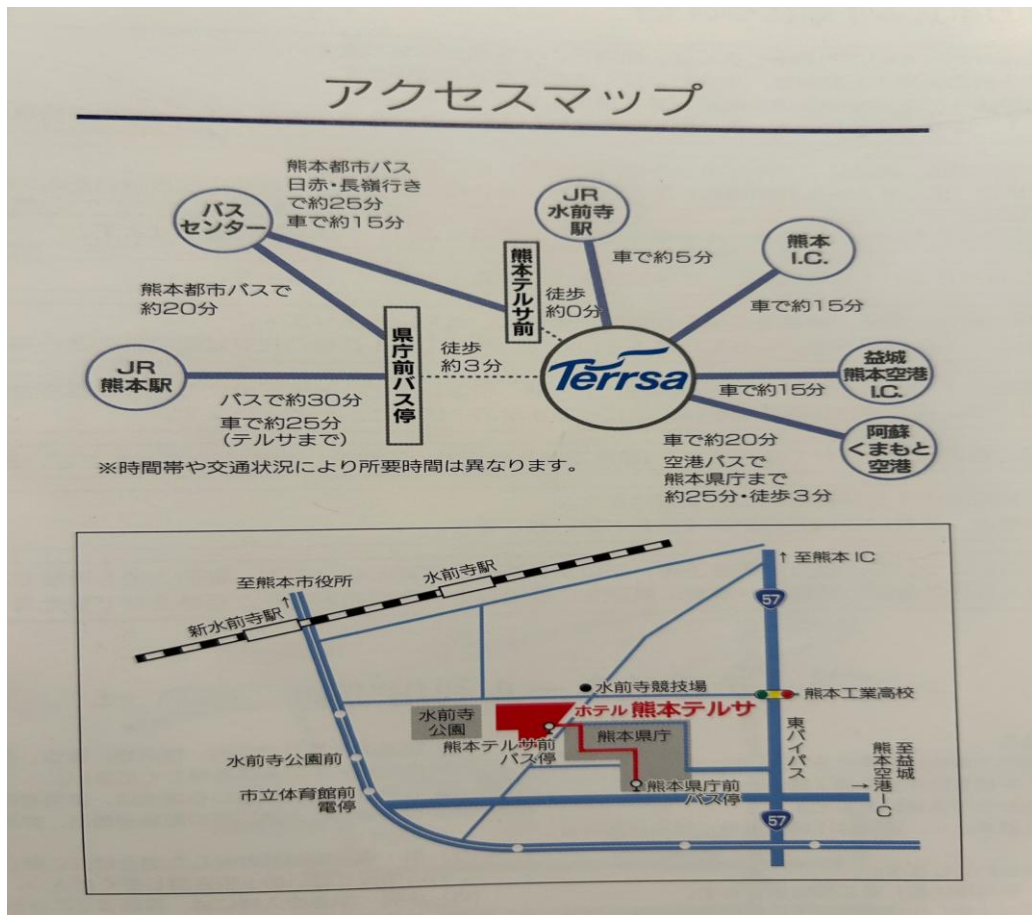 アクセスマップ
熊本都市バス
日赤・長嶺行き
で約25分
車で約15分
バス
センター
熊本都市バスで
約20分
JR
熊本駅
バスで約30分
車で約25分
(テルサまで)
県庁前バス停
徒歩
約3分
熊本テルサ前
徒歩
約0分
JR
水前寺
駅
車で約5分
熊本
I.C.
車で約15分
Terrsa
益城
熊本空港
I.C.
車で約15分
阿蘇
くまもと
空港
車で約20分
空港バスで
熊本県庁まで
約25分・徒歩3分
※時間帯や交通状況により所要時間は異なります。
至熊本市役所
↑
新水前寺駅
水前寺駅
↑至熊本IC
57
水前寺競技場
熊本工業高校
水前寺
公園
ホテル 熊本テルサ
熊本テルサ前
バス停
熊本県庁
東バイパス
水前寺公園前
市立体育館前
電停
熊本県庁前
バス停
至益城
熊本空港IC
→
57